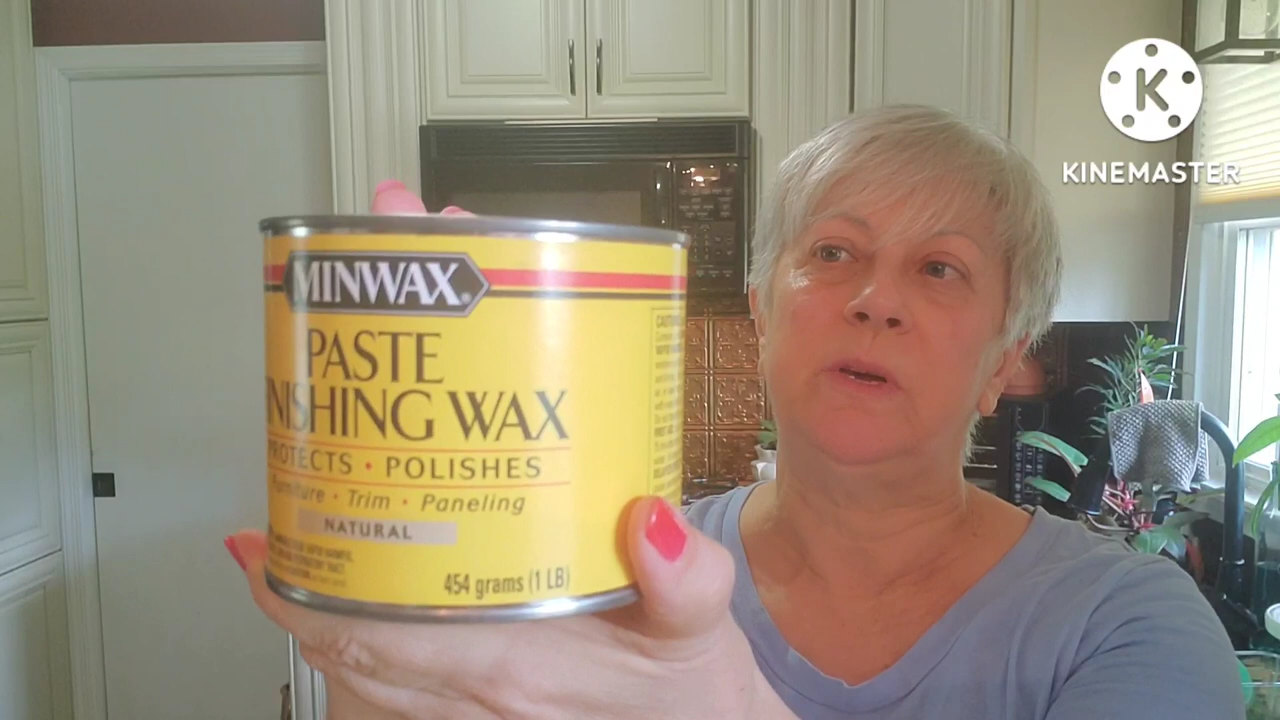 MINWAX®
PASTE
NISHING WAX
PROTECTS • POLISHES
Furniture • Trim • Paneling
NATURAL
454 grams (1 LB)
K
KINEMASTER